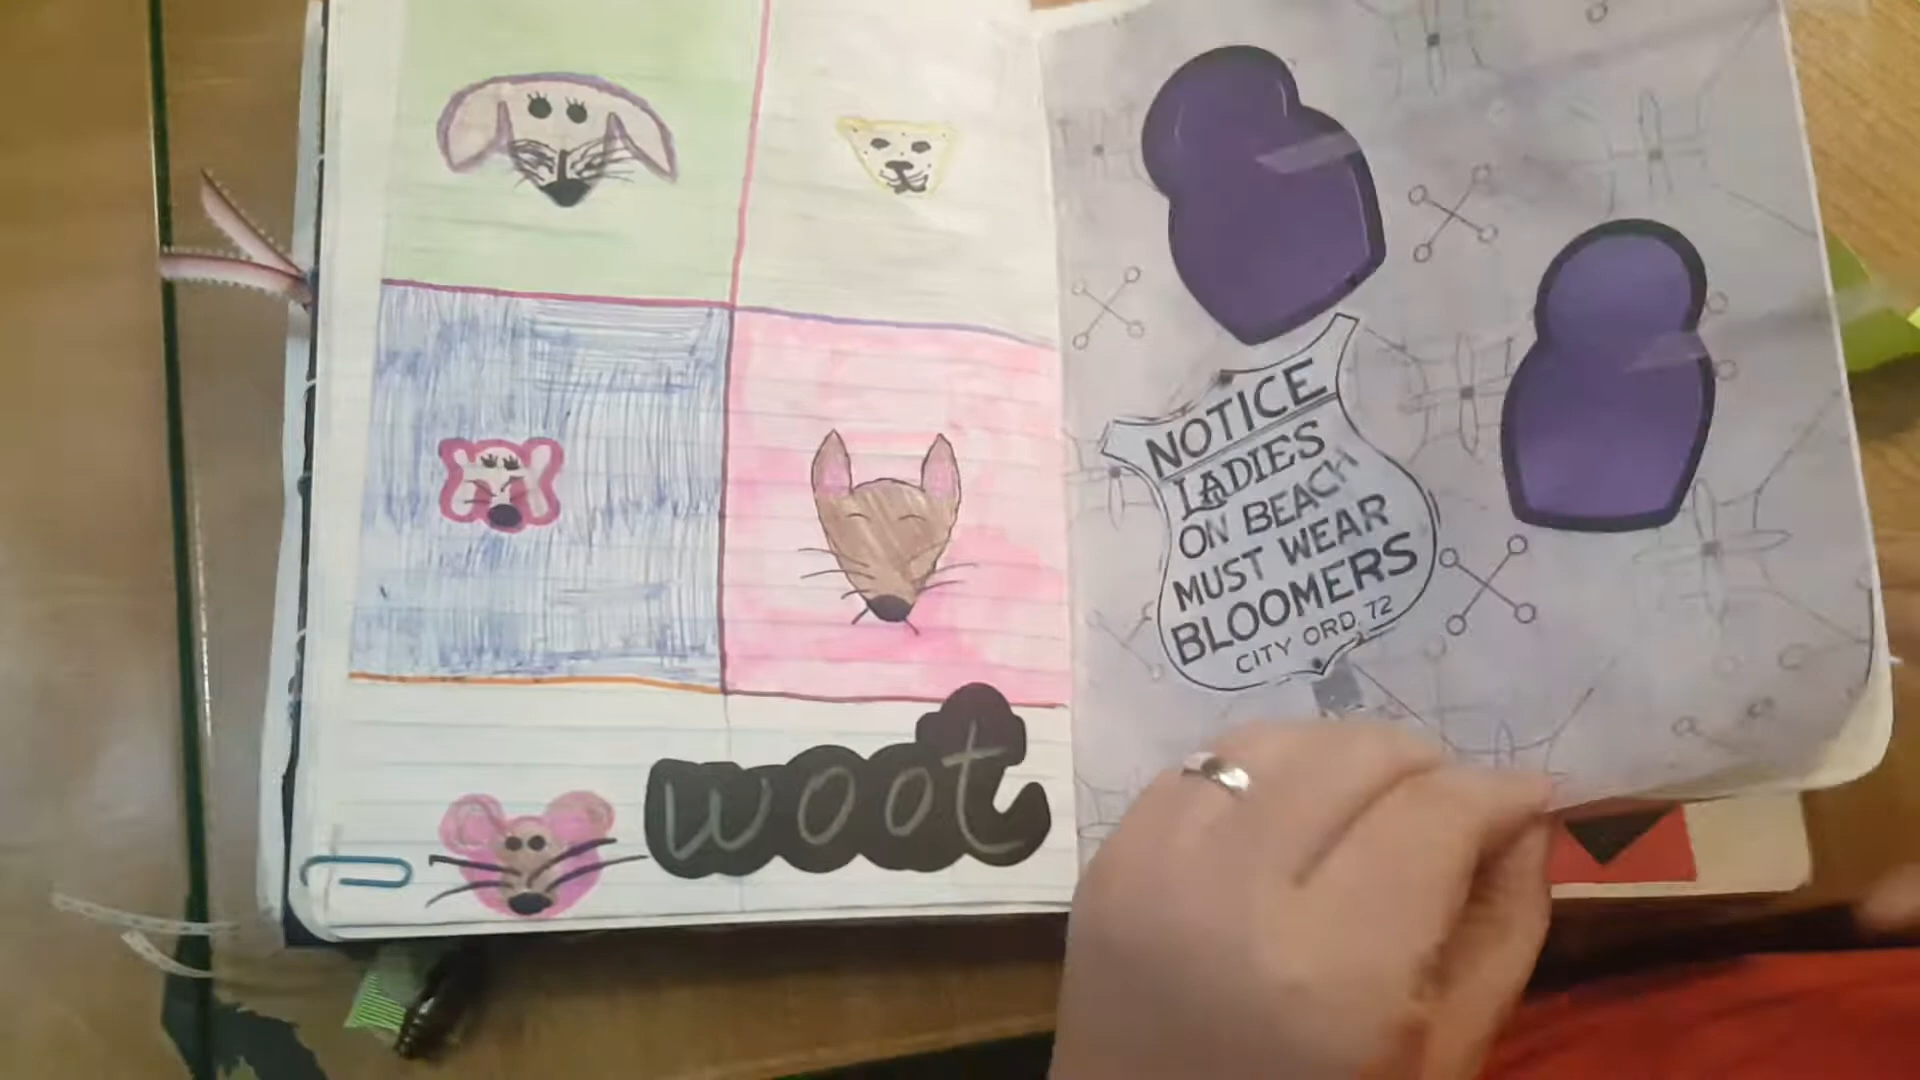 woot
NOTICE
LADIES
ON BEACH
MUST WEAR
BLOOMERS
CITY ORD. 72